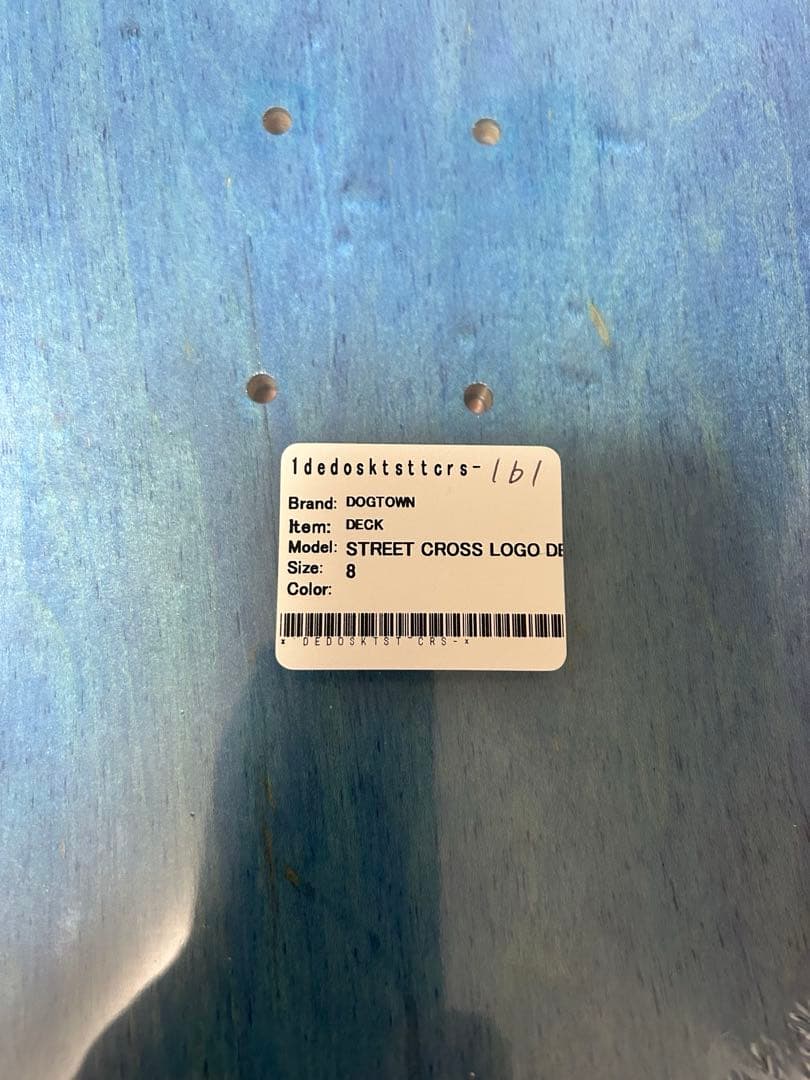 1dedosktsttcrs-161
Brand: DOGTOWN
Item: DECK
Model: STREET CROSS LOGO DE
Size: 8
Color:
* DEDOSKTST CRS-*